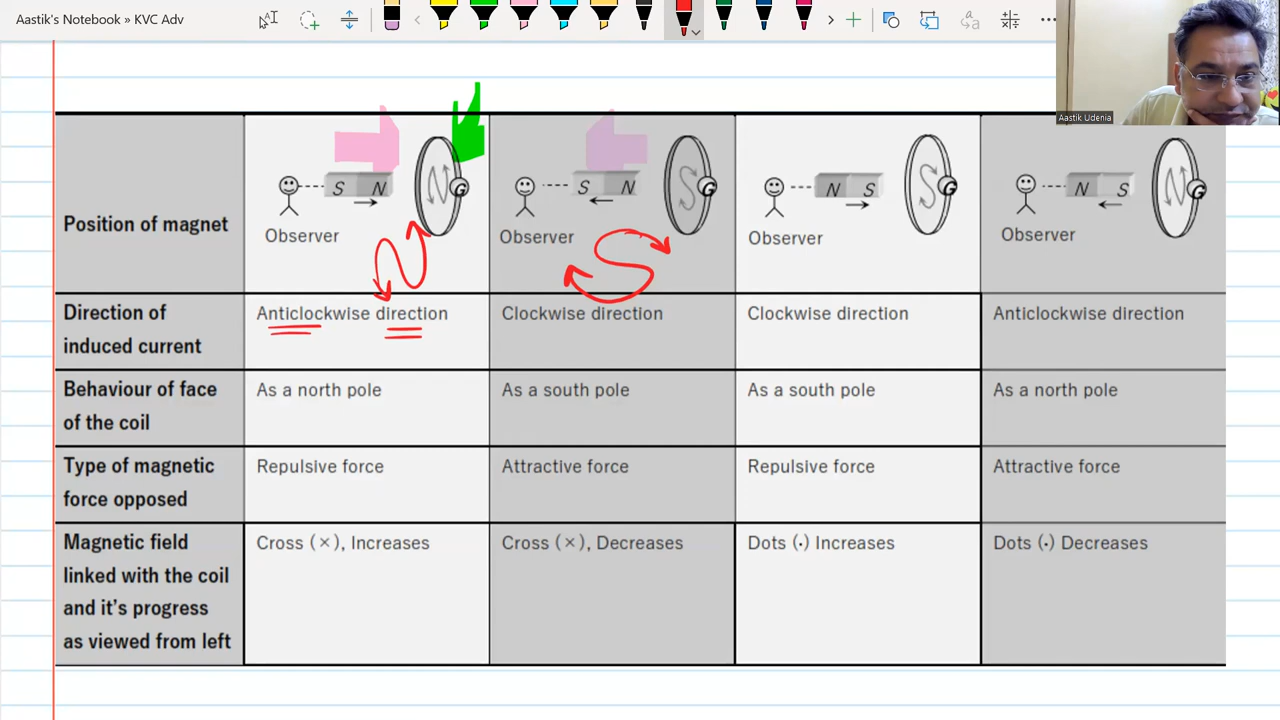 Aastik's Notebook » KVC Adv
Aastik Udenia
Position of magnet
S N
Observer
N
G
S N
Observer
S
G
N S
Observer
S
G
N S
Observer
N
G
N
S
Direction of
induced current
Anticlockwise direction
Clockwise direction
Clockwise direction
Anticlockwise direction
Behaviour of face
of the coil
As a north pole
As a south pole
As a south pole
As a north pole
Type of magnetic
force opposed
Repulsive force
Attractive force
Repulsive force
Attractive force
Magnetic field
linked with the coil
and it's progress
as viewed from left
Cross (×), Increases
Cross (×), Decreases
Dots (·) Increases
Dots (·) Decreases